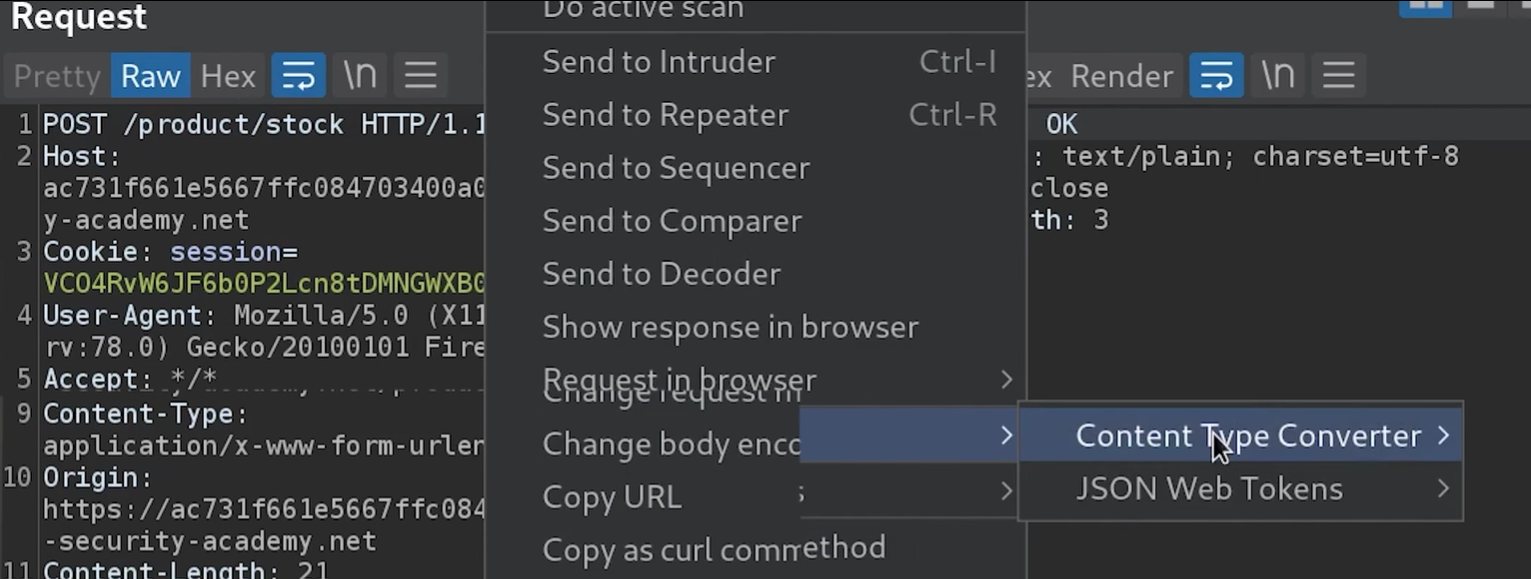 Request
Pretty Raw Hex \n
1 POST /product/stock HTTP/1.1
2 Host:
ac731f661e5667ffc084703400a0
y-academy.net
3 Cookie: session=
VCO4RvW6JF6b0P2Lcn8tDMNGWXB0
4 User-Agent: Mozilla/5.0 (X11
rv:78.0) Gecko/20100101 Fire
5 Accept: */*
9 Content-Type:
application/x-www-form-urlen
10 Origin:
https://ac731f661e5667ffc084
-security-academy.net
11 Content-Length: 21
Do active scan
Send to Intruder Ctrl-I
Send to Repeater Ctrl-R
Send to Sequencer
Send to Comparer
Send to Decoder
Show response in browser
Request in browser
Change request m
Change body enco
Copy URL
s
Copy as curl comm
ethod
Content Type Converter
JSON Web Tokens
ex Render \n
OK
: text/plain; charset=utf-8
close
th: 3